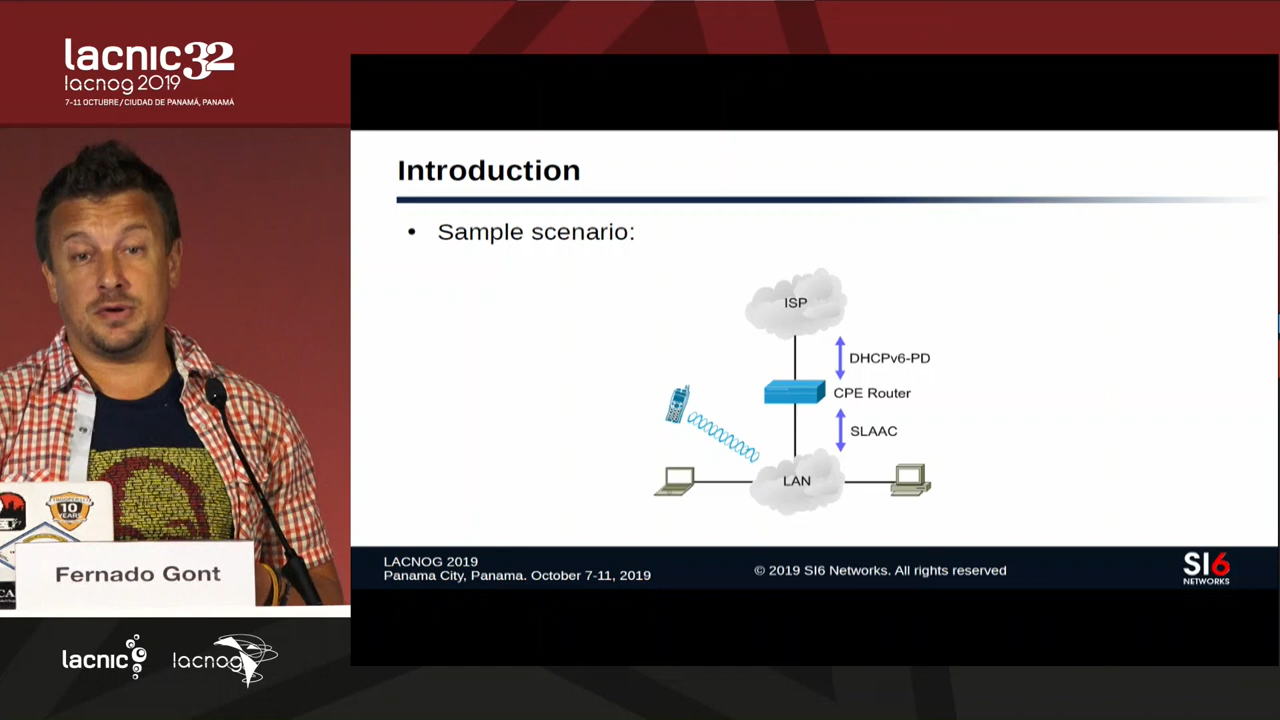 lacnic32
lacnog 2019
7-11 OCTUBRE / CIUDAD DE PANAMÁ, PANAMÁ
Introduction
• Sample scenario:
ISP
DHCPv6-PD
CPE Router
SLAAC
LAN
10
YEARS
Fernado Gont
LACNOG 2019
Panama City, Panama. October 7-11, 2019
© 2019 SI6 Networks. All rights reserved
SI6
NETWORKS
lacnic
lacnog